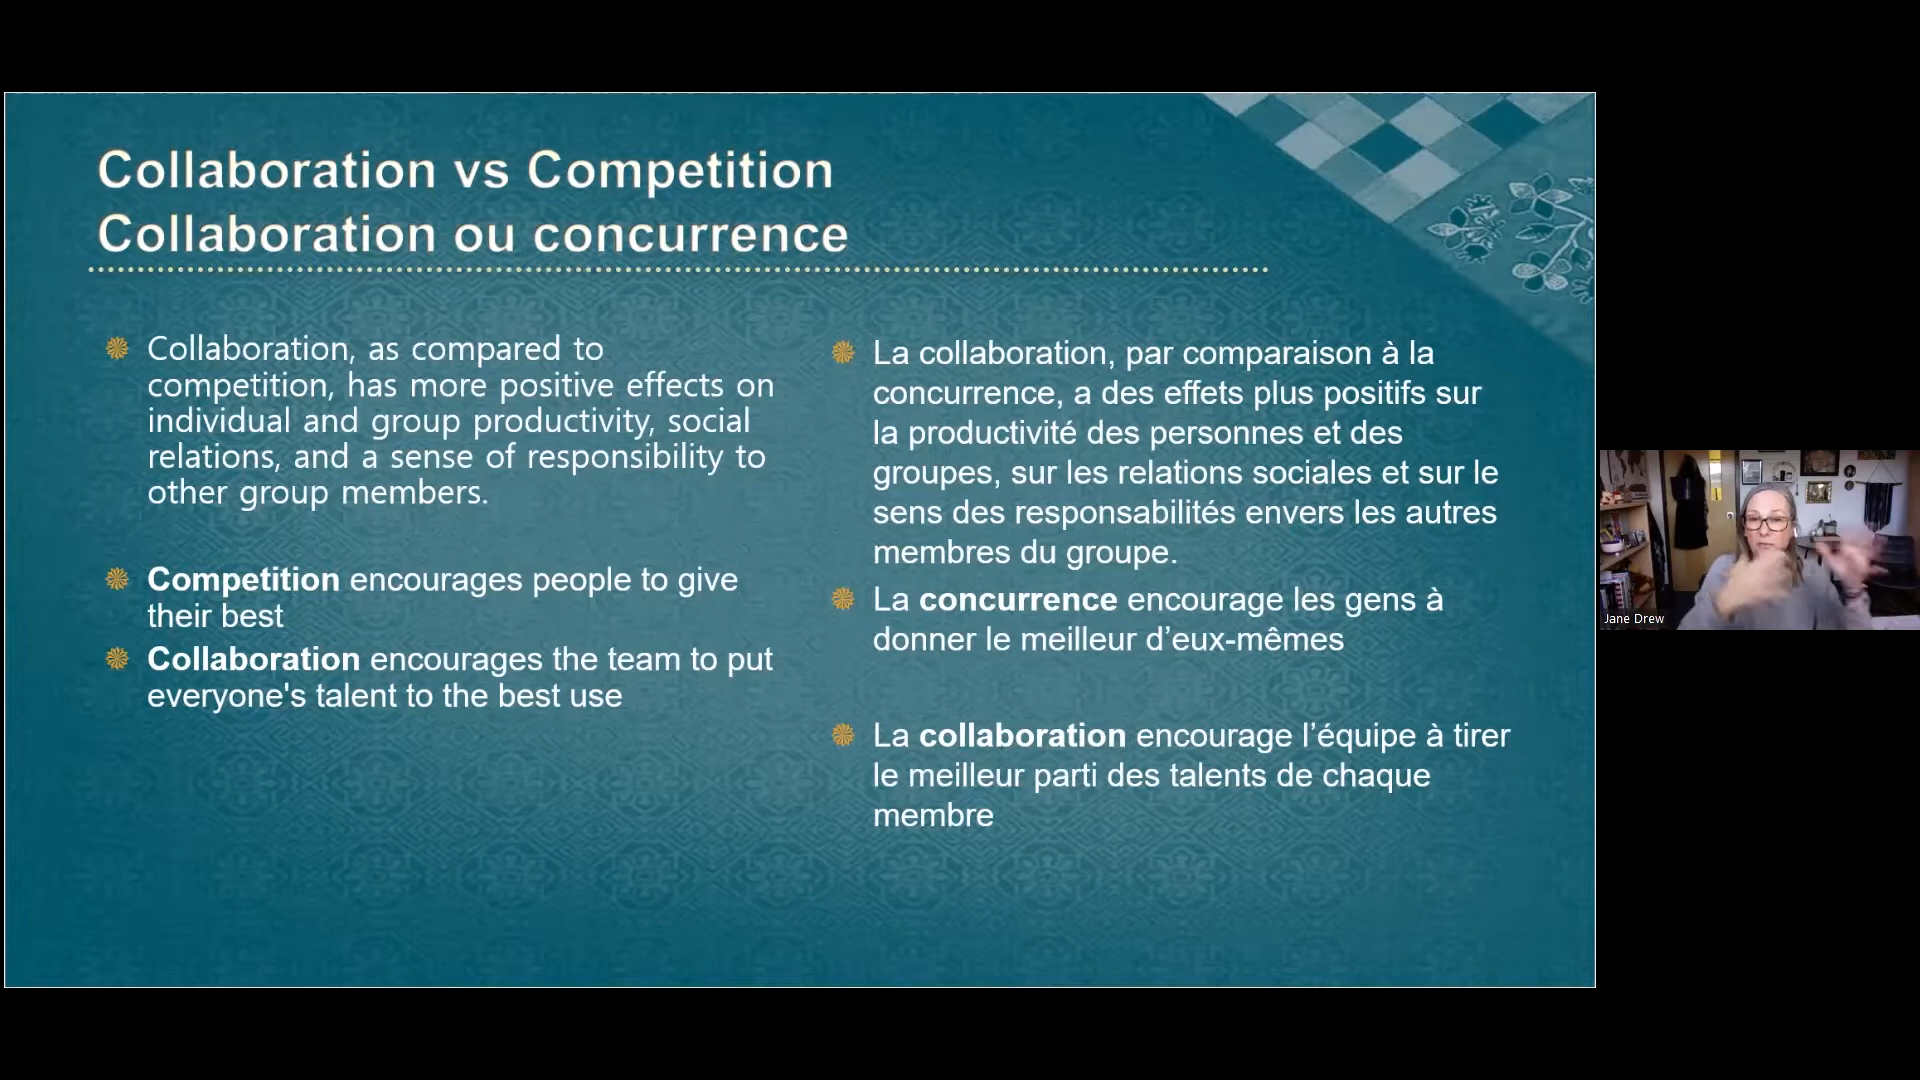 Collaboration vs Competition
Collaboration ou concurrence
Collaboration, as compared to
competition, has more positive effects on
individual and group productivity, social
relations, and a sense of responsibility to
other group members.
Competition encourages people to give
their best
Collaboration encourages the team to put
everyone's talent to the best use
La collaboration, par comparaison à la
concurrence, a des effets plus positifs sur
la productivité des personnes et des
groupes, sur les relations sociales et sur le
sens des responsabilités envers les autres
membres du groupe.
La concurrence encourage les gens à
donner le meilleur d’eux-mêmes
La collaboration encourage l’équipe à tirer
le meilleur parti des talents de chaque
membre
Jane Drew